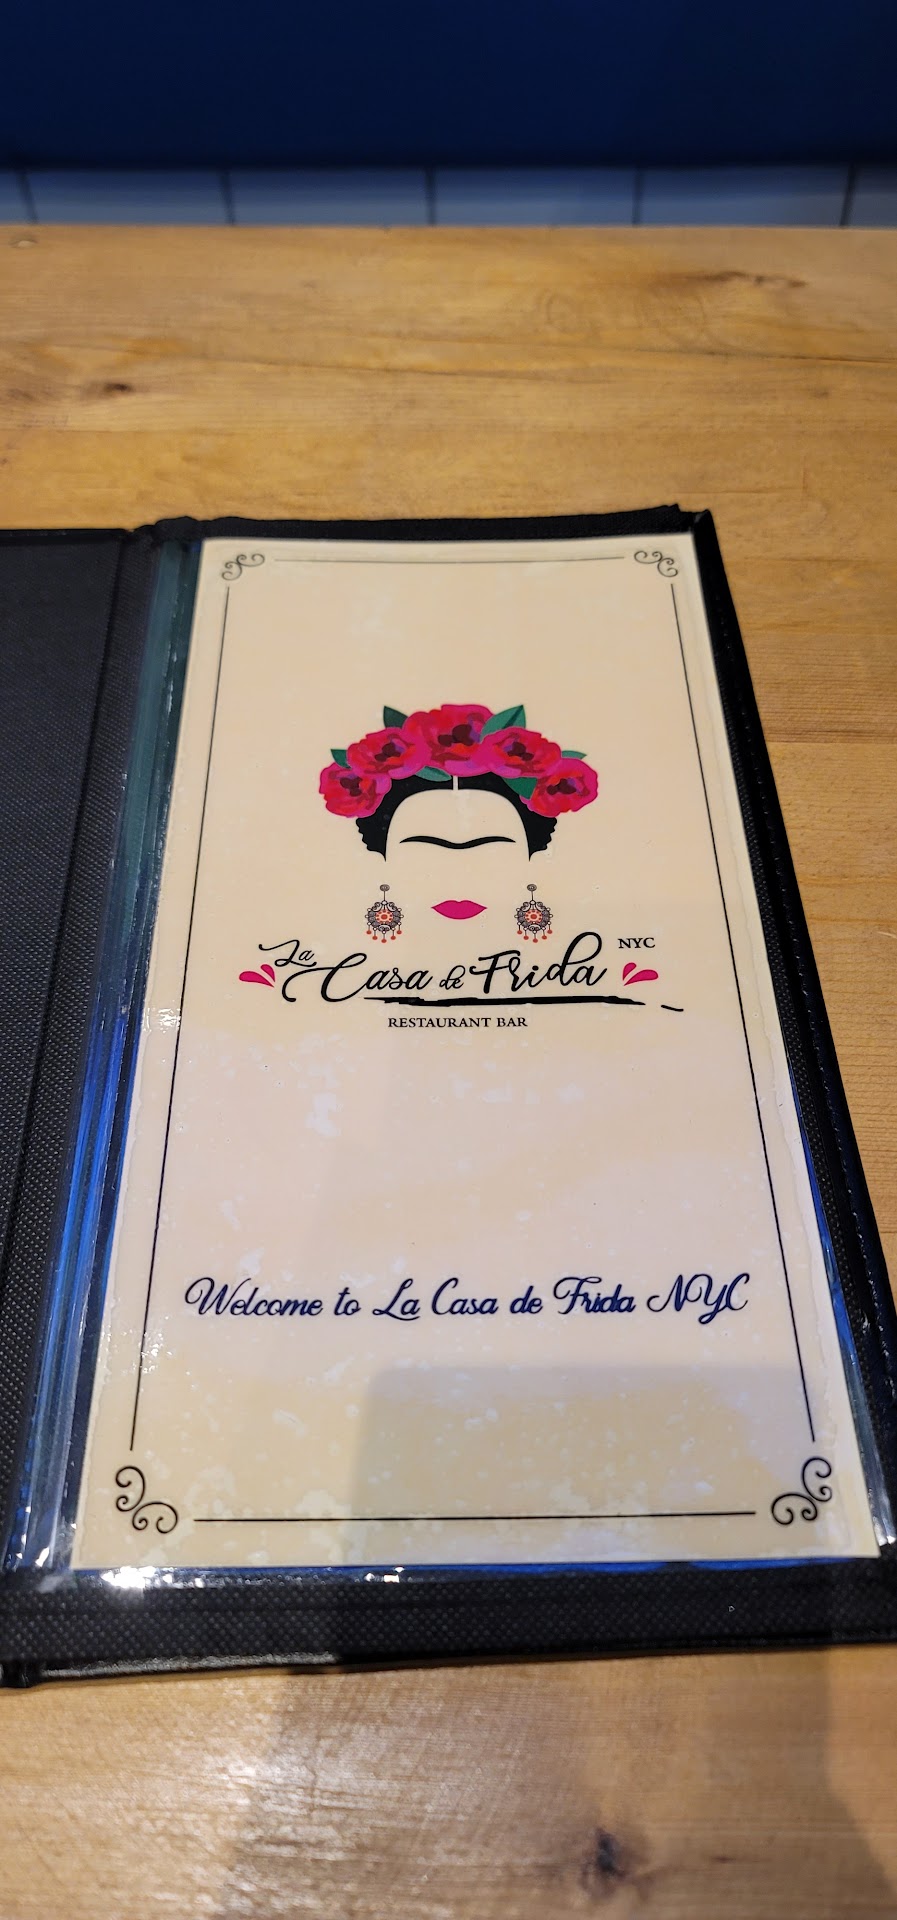 La Casa de Frida NYC
RESTAURANT BAR
Welcome to La Casa de Frida NYC